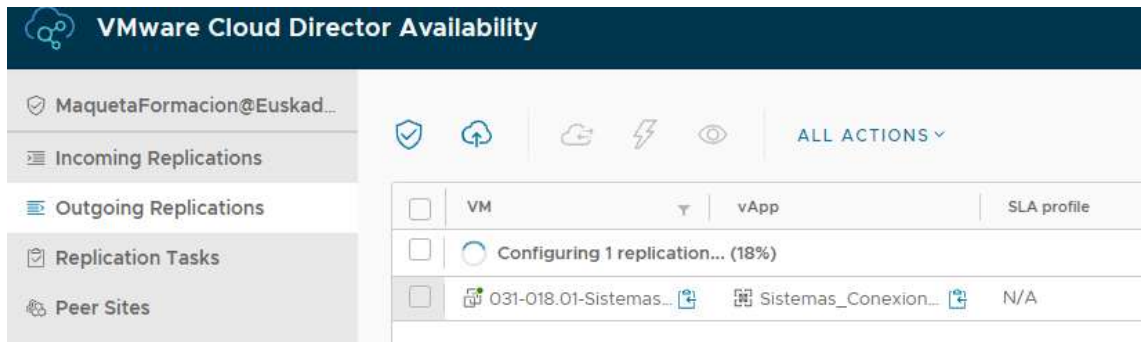 VMware Cloud Director Availability
MaquetaFormacion@Euskad...
Incoming Replications
Outgoing Replications
Replication Tasks
Peer Sites
ALL ACTIONS
VM vApp SLA profile
Configuring 1 replication... (18%)
031-018.01-Sistemas... Sistemas_Conexion... N/A